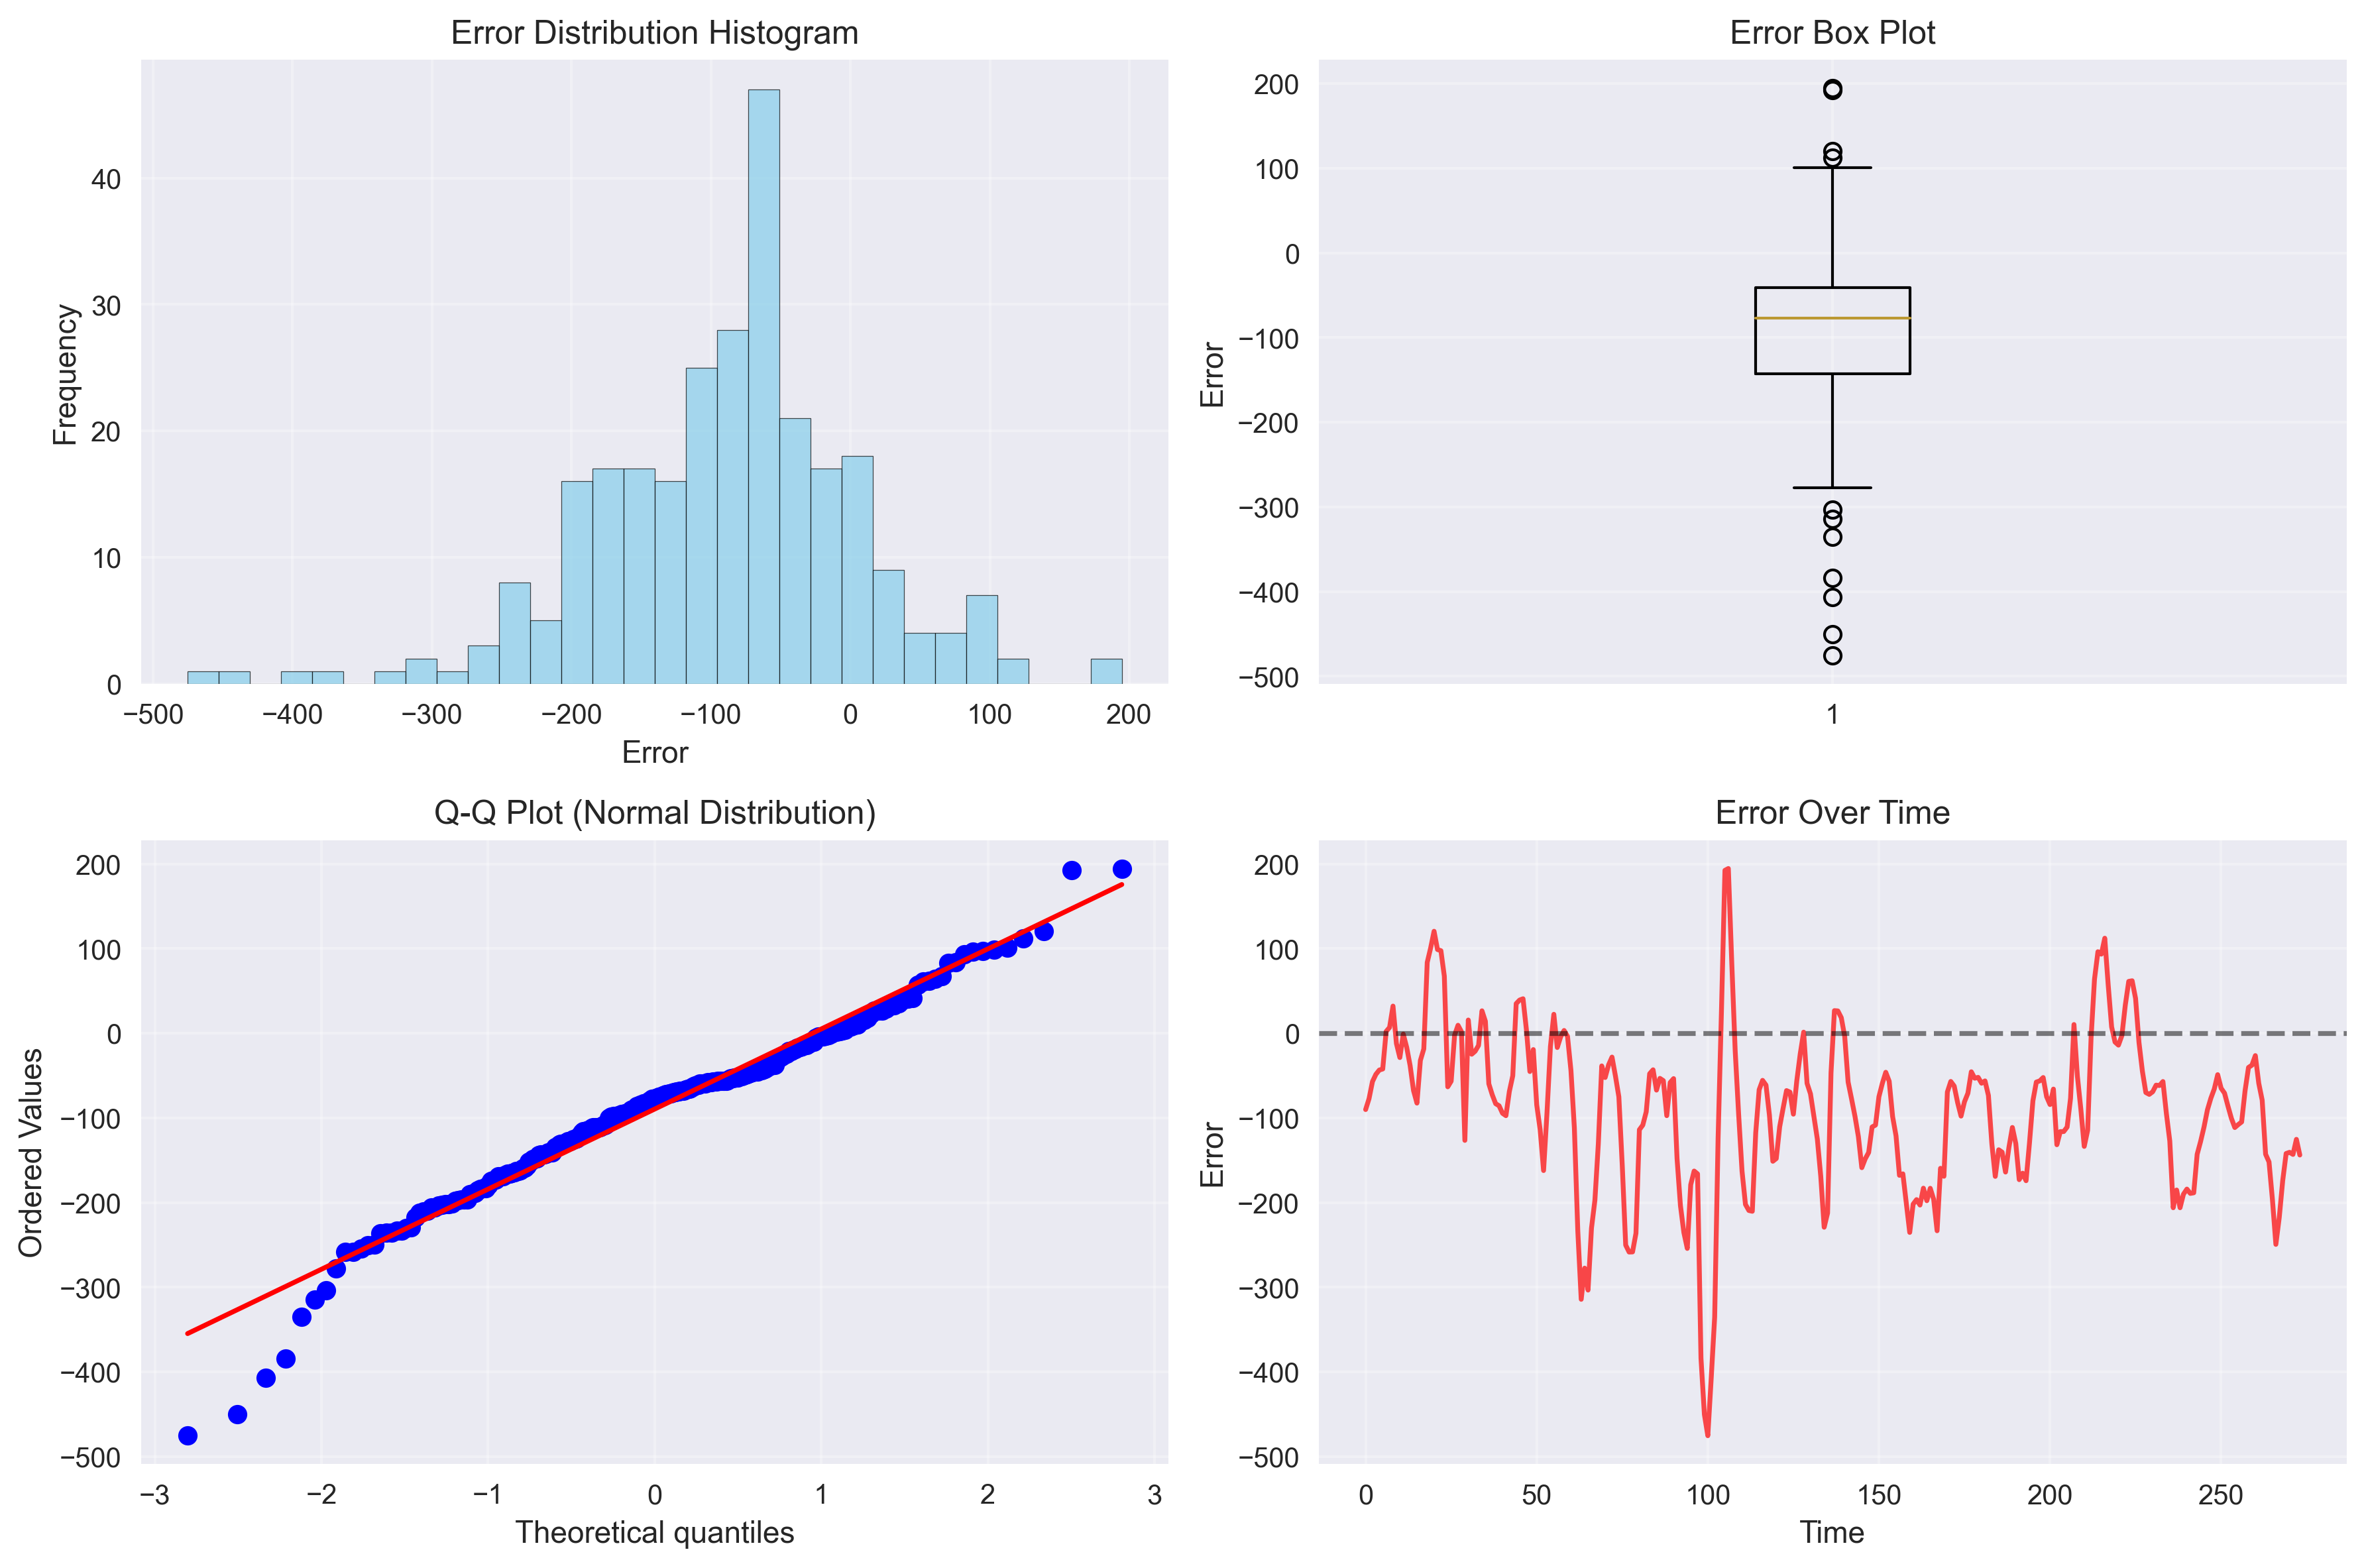 Error Distribution Histogram
Frequency
40
30
20
10
0
−500 −400 −300 −200 −100 0 100 200
Error
Error Box Plot
Error
200
100
0
−100
−200
−300
−400
−500
1
Q-Q Plot (Normal Distribution)
Ordered Values
200
100
0
−100
−200
−300
−400
−500
−3 −2 −1 0 1 2 3
Theoretical quantiles
Error Over Time
Error
200
100
0
−100
−200
−300
−400
−500
0 50 100 150 200 250
Time